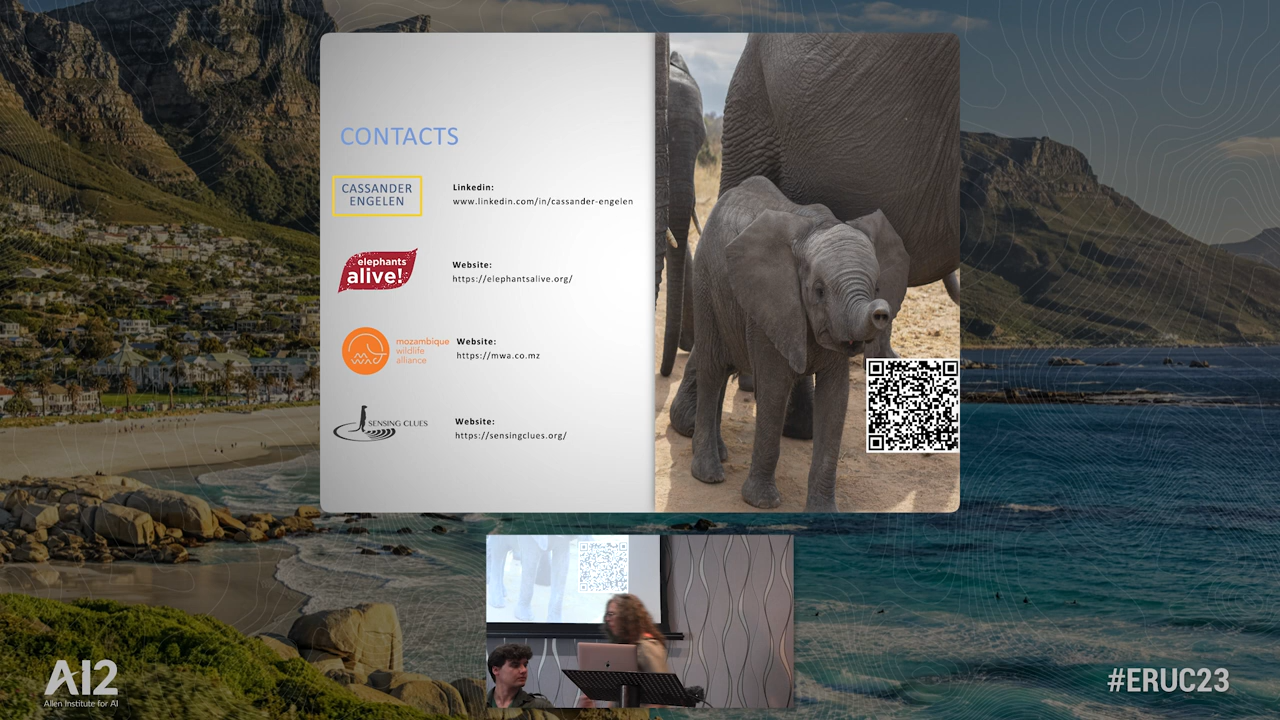 CONTACTS
CASSANDER
ENGELEN
Linkedin:
www.linkedin.com/in/cassander-engelen
elephants
alive!
Website:
https://elephantsalive.org/
mozambique
wildlife
alliance
Website:
https://mwa.co.mz
SENSING CLUES
Website:
https://sensingclues.org/
AI2
Allen Institute for AI
#ERUC23